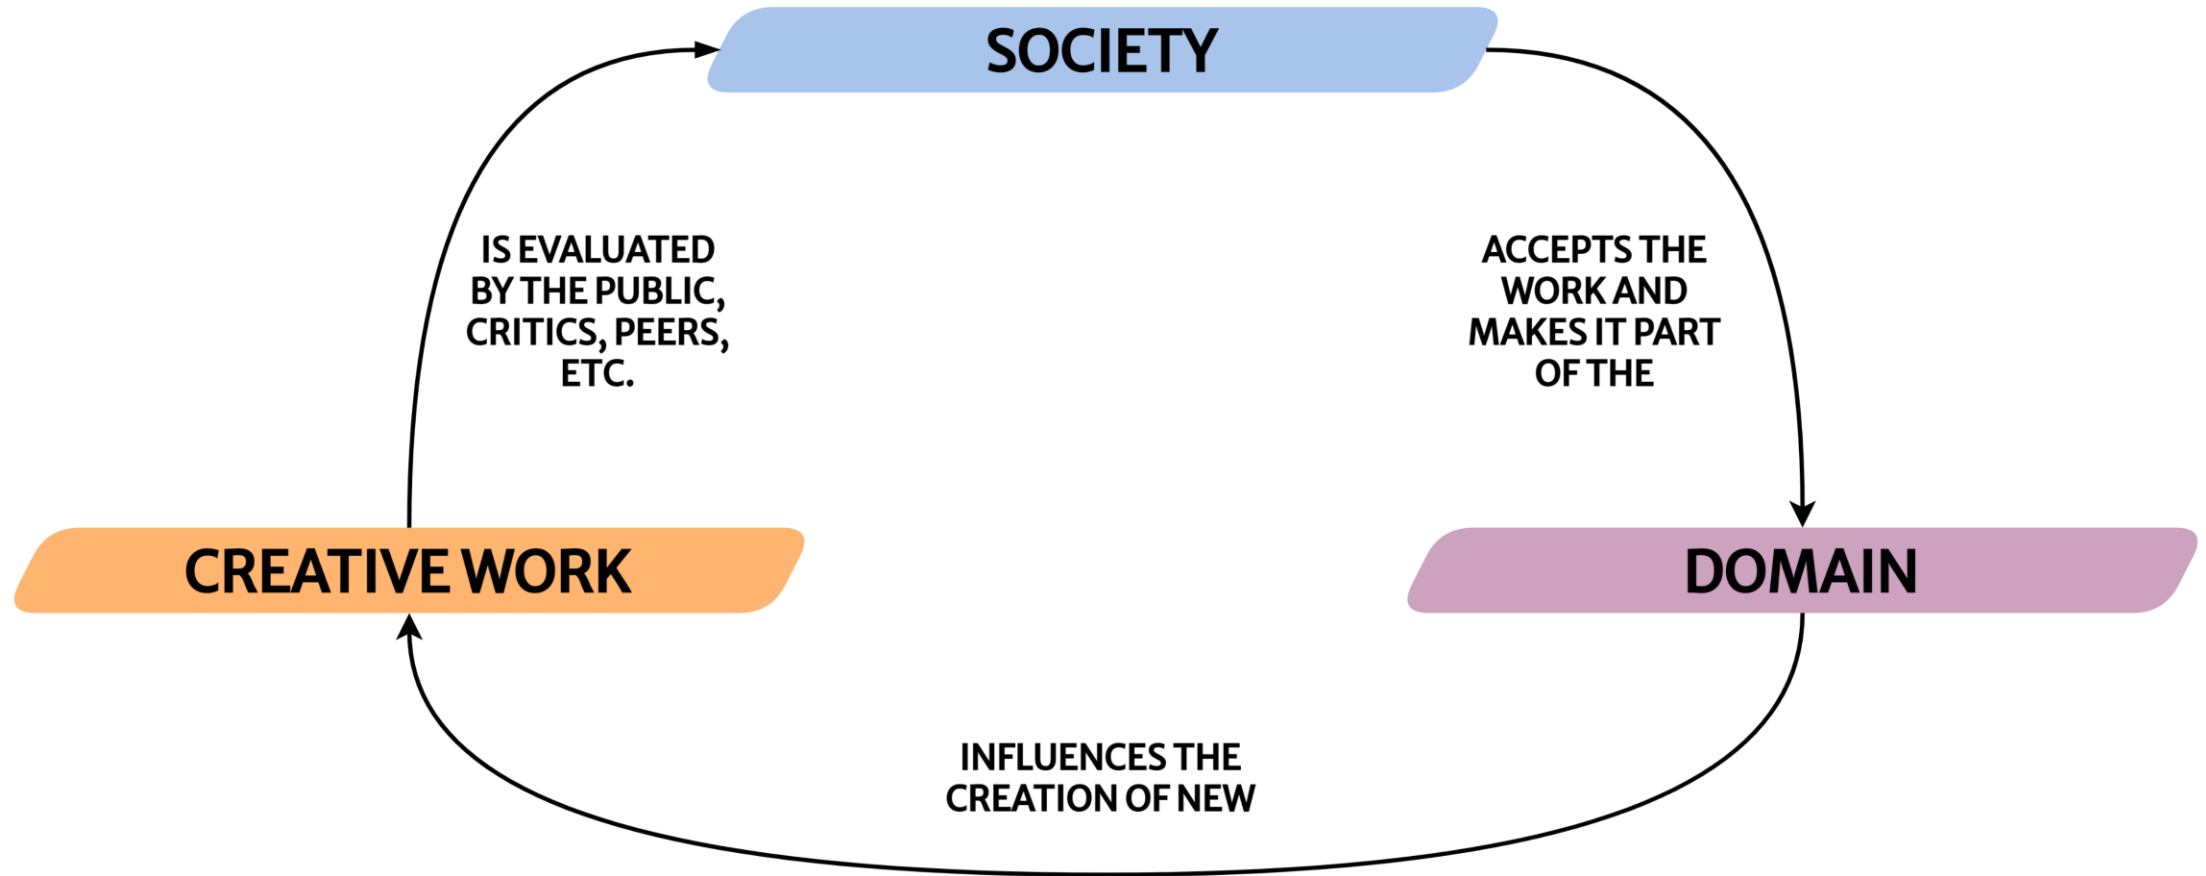 SOCIETY
IS EVALUATED
BY THE PUBLIC,
CRITICS, PEERS,
ETC.
ACCEPTS THE
WORK AND
MAKES IT PART
OF THE
CREATIVE WORK
DOMAIN
INFLUENCES THE
CREATION OF NEW